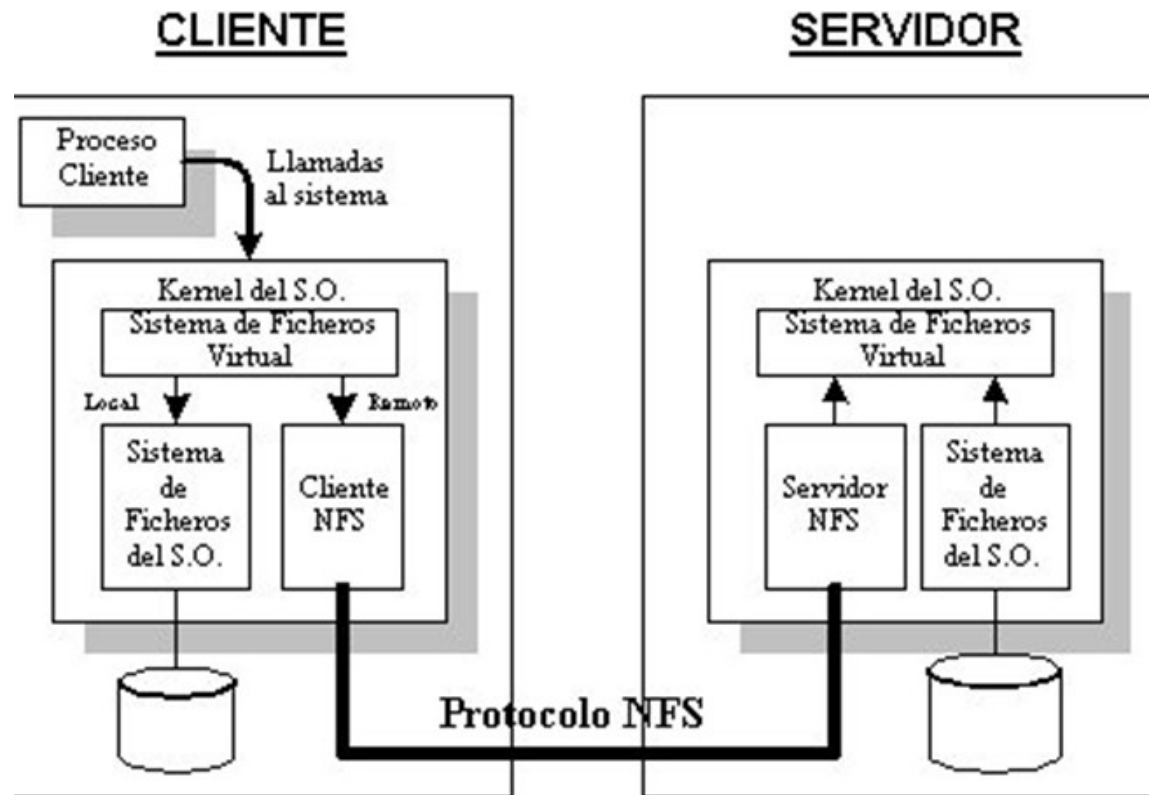 CLIENTE
SERVIDOR
Proceso
Cliente
Llamadas
al sistema
Kernel del S.O.
Sistema de Ficheros
Virtual
Local
Remoto
Sistema
de
Ficheros
del S.O.
Cliente
NFS
Kernel del S.O.
Sistema de Ficheros
Virtual
Servidor
NFS
Sistema
de
Ficheros
del S.O.
Protocolo NFS